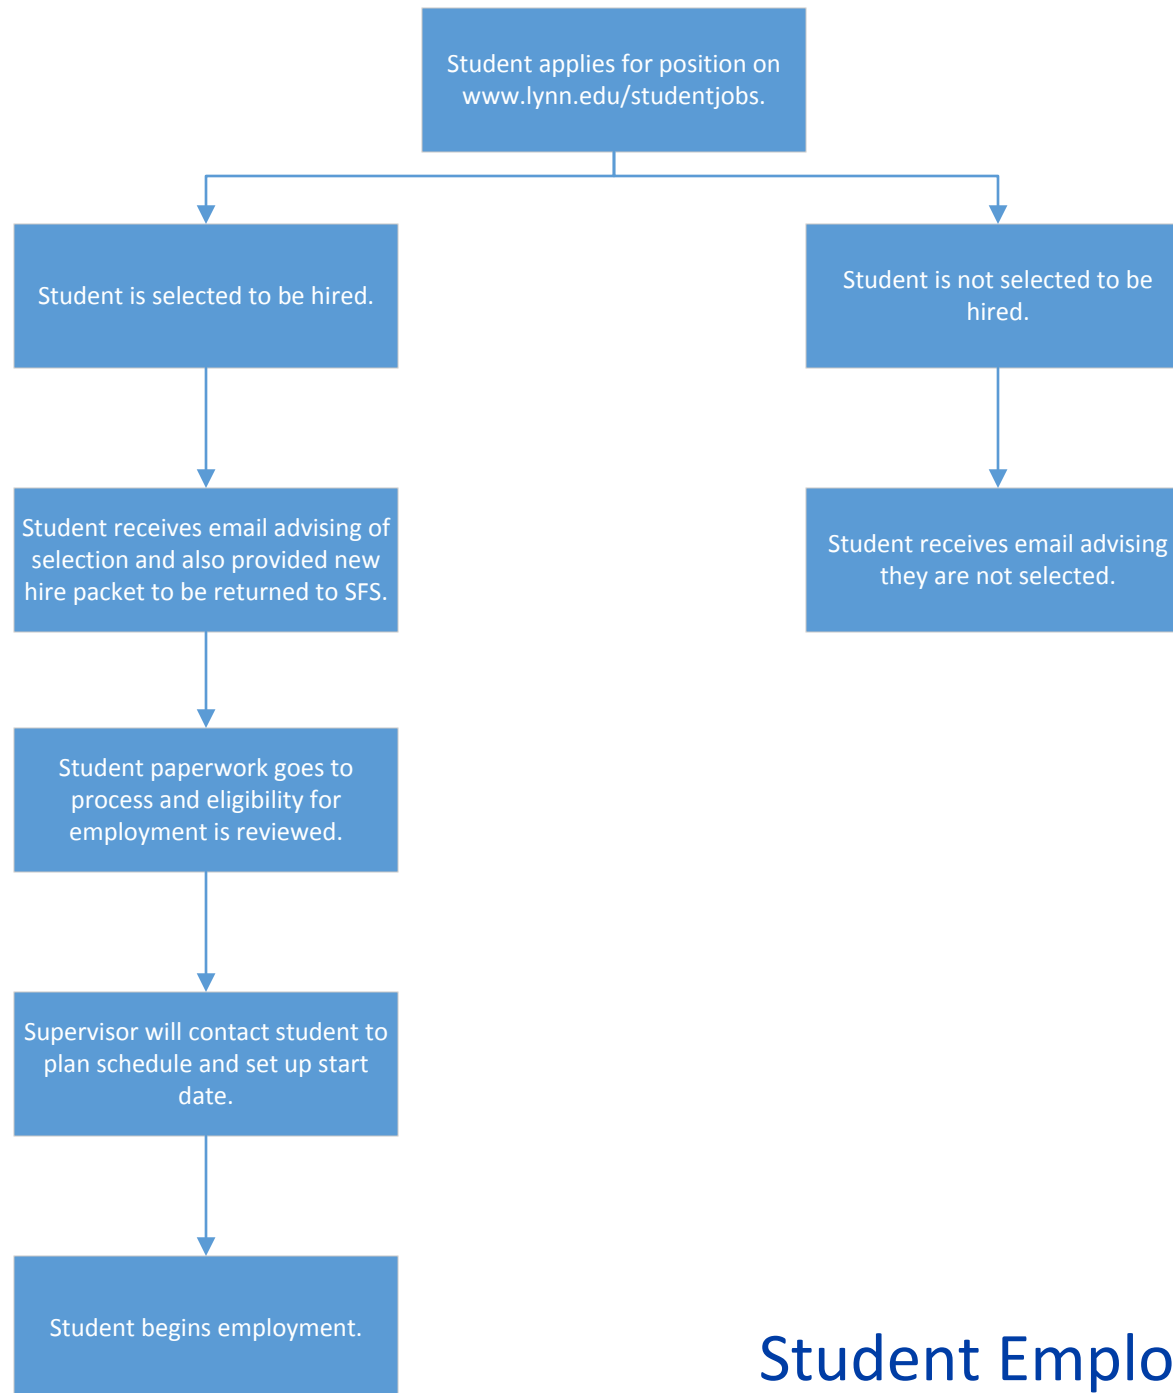 Student applies for position on
www.lynn.edu/studentjobs.
Student is selected to be hired.
Student is not selected to be
hired.
Student receives email advising of
selection and also provided new
hire packet to be returned to SFS.
Student receives email advising
they are not selected.
Student paperwork goes to
process and eligibility for
employment is reviewed.
Supervisor will contact student to
plan schedule and set up start
date.
Student begins employment.
Student Emplo